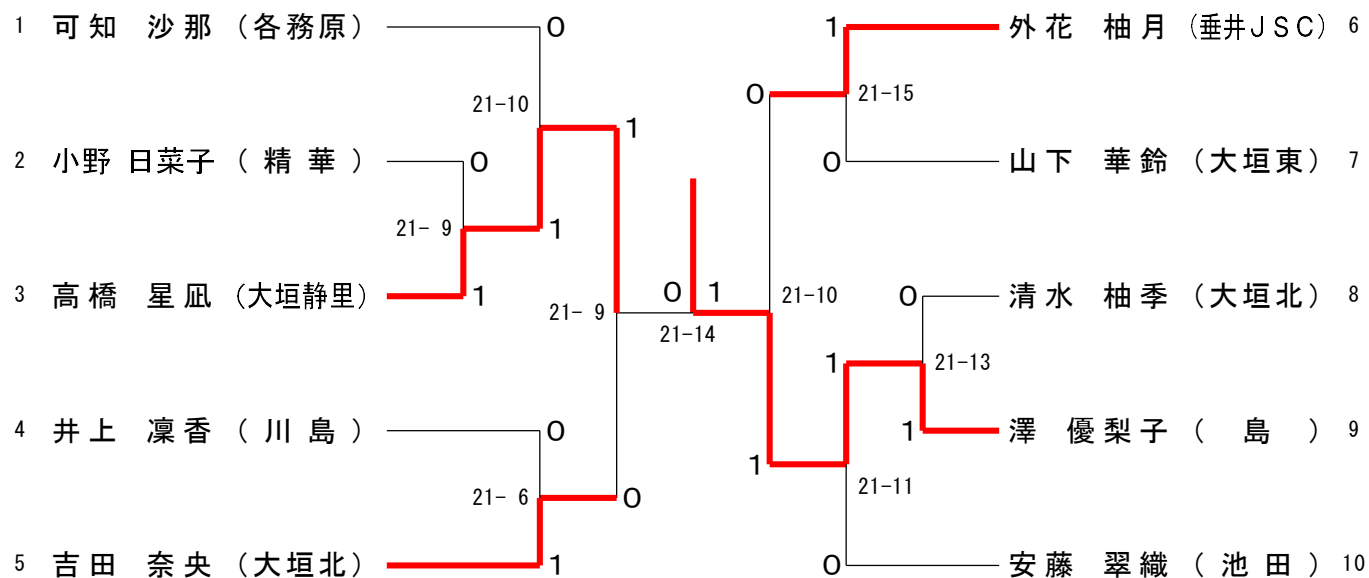 1 可知 沙那 (各務原) 0
1 外花 柚月 (垂井JSC) 6
21-10
0 21-15
1
2 小野 日菜子 ( 精 華 ) 0
0 山下 華鈴 (大垣東) 7
21- 9 1
3 高橋 星凪 (大垣静里) 1
21- 9 0 1 21-10
0 清水 柚季 (大垣北) 8
21-14
1 21-13
4 井上 凜香 ( 川 島 ) 0
1 澤 優梨子 ( 島 ) 9
1
21- 6 0
21-11
5 吉田 奈央 (大垣北) 1
0 安藤 翠織 ( 池 田 ) 10